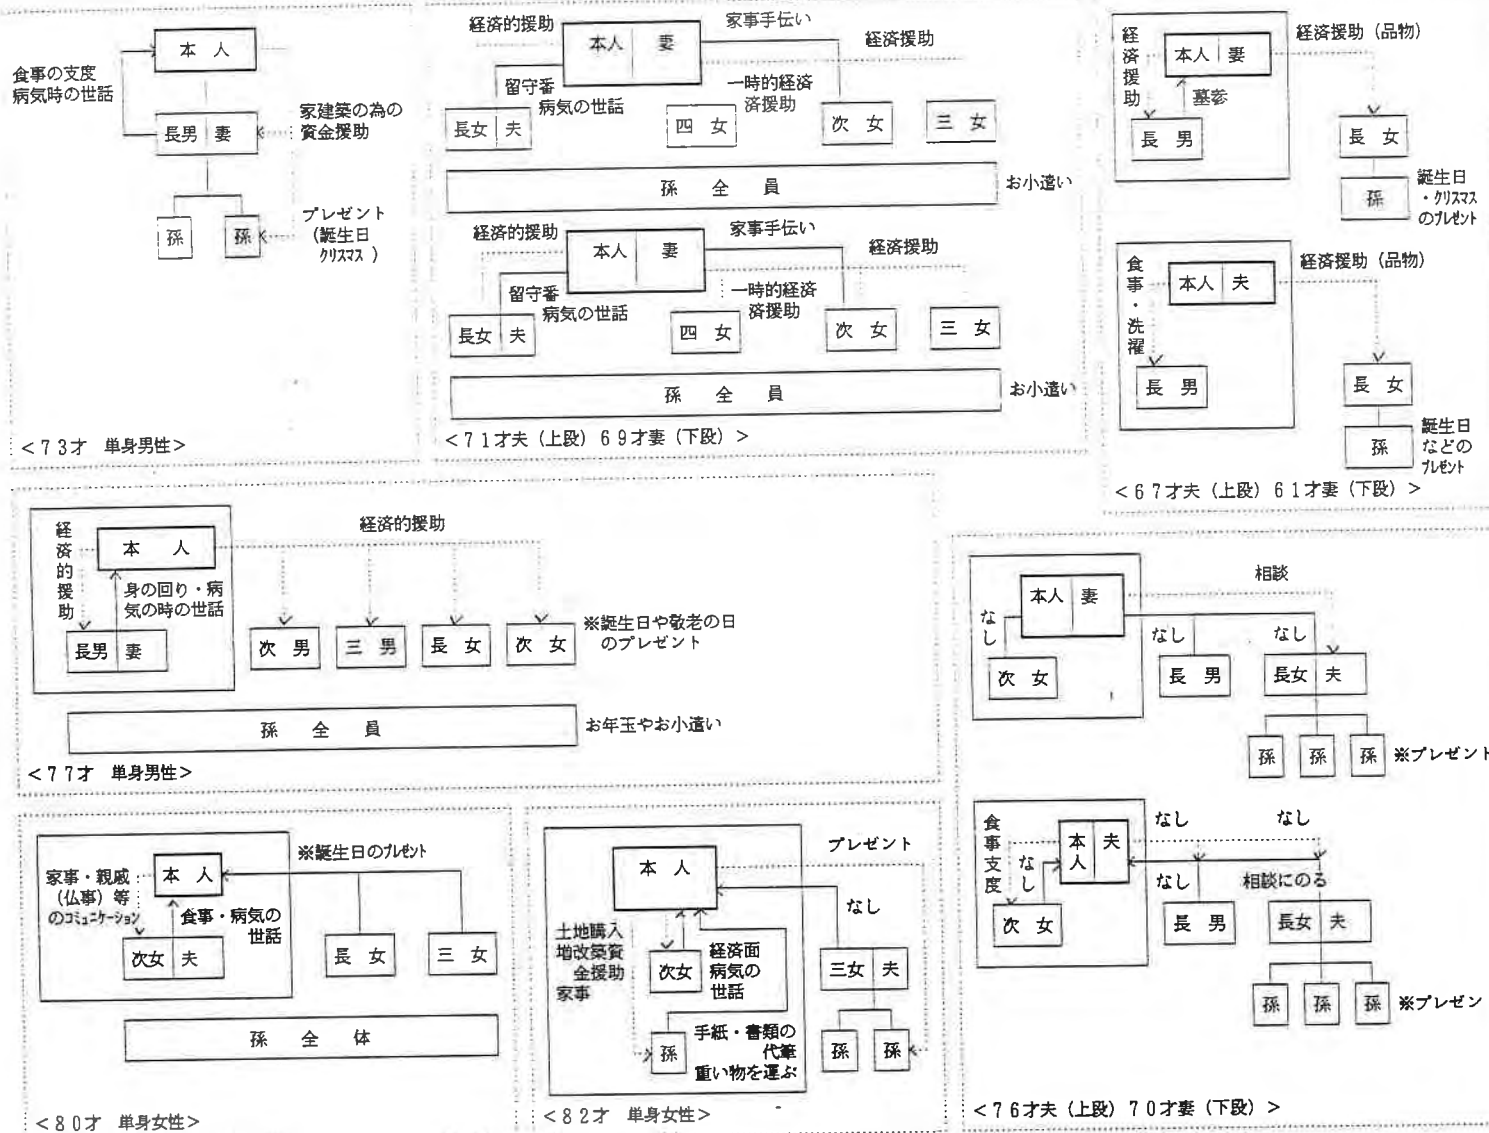 本 人
食事の支度
病気時の世話
長男 妻
家建築の為の
資金援助
孫 孫
プレゼント
(誕生日
クリスマス )
<73才 単身男性>
経済的援助
本人 妻
家事手伝い
経済援助
留守番
病気の世話
一時的経済
済援助
長女 夫
四 女
次 女
三 女
孫 全 員
お小遣い
経済的援助
本人 妻
家事手伝い
経済援助
留守番
病気の世話
一時的経済
済援助
長女 夫
四 女
次 女
三 女
孫 全 員
お小遣い
<71才夫(上段)69才妻(下段)>
経済援助
本人 妻
経済援助(品物)
墓参
長 男
長 女
孫
誕生日
・クリスマス
のプレゼント
食事・洗濯
本人 夫
経済援助(品物)
長 男
長 女
孫
誕生日
などの
プレゼント
<67才夫(上段)61才妻(下段)>
経済的援助
本 人
経済的援助
身の回り・病
気の時の世話
長男 妻
次 男
三 男
長 女
次 女
※誕生日や敬老の日
のプレゼント
孫 全 員
お年玉やお小遣い
<77才 単身男性>
本人 妻
相談
なし
なし
なし
次 女
長 男
長女 夫
孫 孫 孫
※プレゼント
食事支度
本人 夫
なし
なし
なし
なし
相談にのる
次 女
長 男
長女 夫
孫 孫 孫
※プレゼン
<76才夫(上段)70才妻(下段)>
本 人
※誕生日のプレゼント
家事・親戚
(仏事)等
のコミュニケーション
食事・病気の
世話
次女 夫
長 女
三 女
孫 全 体
<80才 単身女性>
本 人
プレゼント
なし
土地購入
増改築資
金援助
家事
次女
経済面
病気の
世話
三女 夫
孫
手紙・書類の
代筆
重い物を運ぶ
孫 孫
<82才 単身女性>